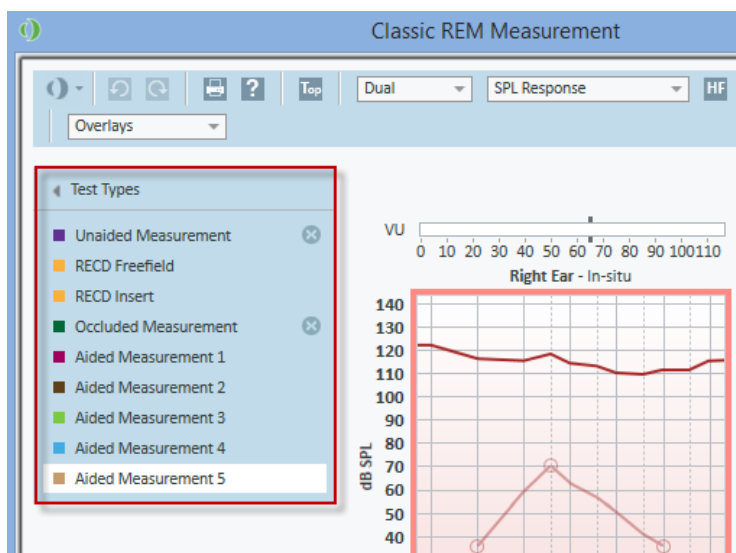 Classic REM Measurement
? Top Dual SPL Response HF
Overlays
Test Types
Unaided Measurement
RECD Freefield
RECD Insert
Occluded Measurement
Aided Measurement 1
Aided Measurement 2
Aided Measurement 3
Aided Measurement 4
Aided Measurement 5
VU
0 10 20 30 40 50 60 70 80 90 100110
Right Ear - In-situ
140
130
120
110
100
90
80
70
60
50
40
dB SPL